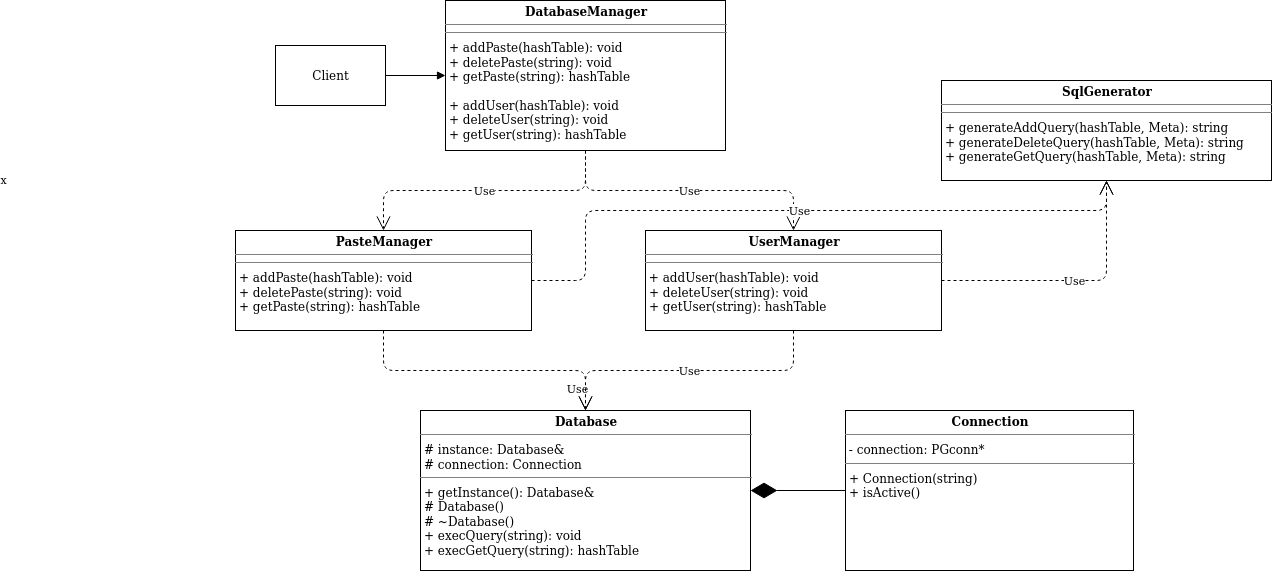 DatabaseManager
+ addPaste(hashTable): void
+ deletePaste(string): void
+ getPaste(string): hashTable
+ addUser(hashTable): void
+ deleteUser(string): void
+ getUser(string): hashTable
Client
SqlGenerator
+ generateAddQuery(hashTable, Meta): string
+ generateDeleteQuery(hashTable, Meta): string
+ generateGetQuery(hashTable, Meta): string
x
Use
Use
Use
PasteManager
+ addPaste(hashTable): void
+ deletePaste(string): void
+ getPaste(string): hashTable
UserManager
+ addUser(hashTable): void
+ deleteUser(string): void
+ getUser(string): hashTable
Use
Use
Use
Database
# instance: Database&
# connection: Connection
+ getInstance(): Database&
# Database()
# ~Database()
+ execQuery(string): void
+ execGetQuery(string): hashTable
Connection
- connection: PGconn*
+ Connection(string)
+ isActive()